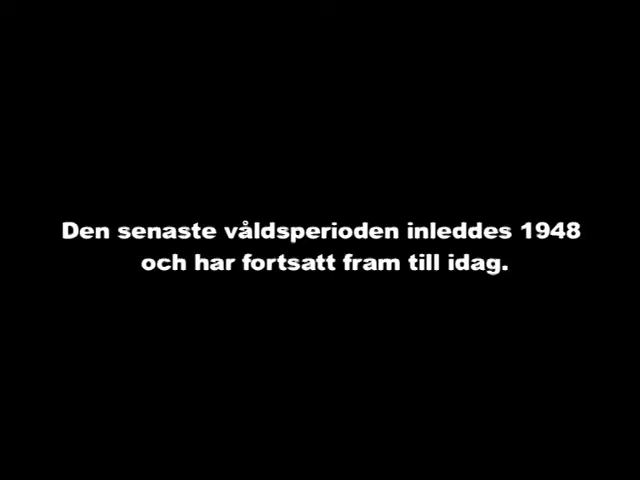 Den senaste våldsperioden inleddes 1948
och har fortsatt fram till idag.